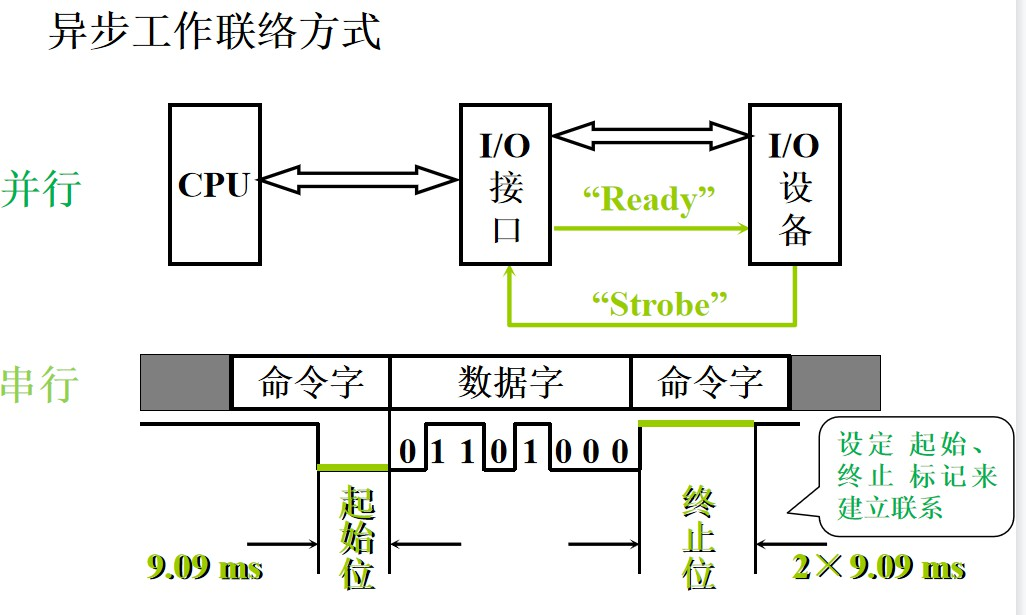 异步工作联络方式
并行
CPU
I/O
接
口
I/O
设
备
“Ready”
“Strobe”
串行
命令字
数据字
命令字
0 1 1 0 1 0 0 0
设定 起始、
终止 标记来
建立联系
起
始
位
终
止
位
9.09 ms
2×9.09 ms